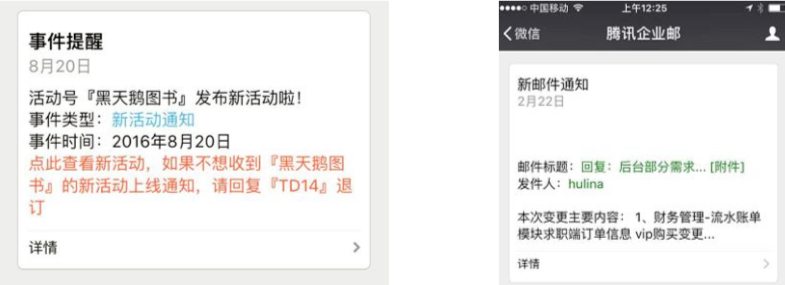 事件提醒
8月20日
活动号『黑天鹅图书』发布新活动啦！
事件类型：新活动通知
事件时间：2016年8月20日
点此查看新活动，如果不想收到『黑天鹅图
书』的新活动上线通知，请回复『TD14』退
订
详情
中国移动 上午12:25
微信 腾讯企业邮
新邮件通知
2月22日
邮件标题：回复：后台部分需求... [附件]
发件人：hulina
本次变更主要内容： 1、财务管理-流水账单
模块求职端订单信息 vip购买变更...
详情